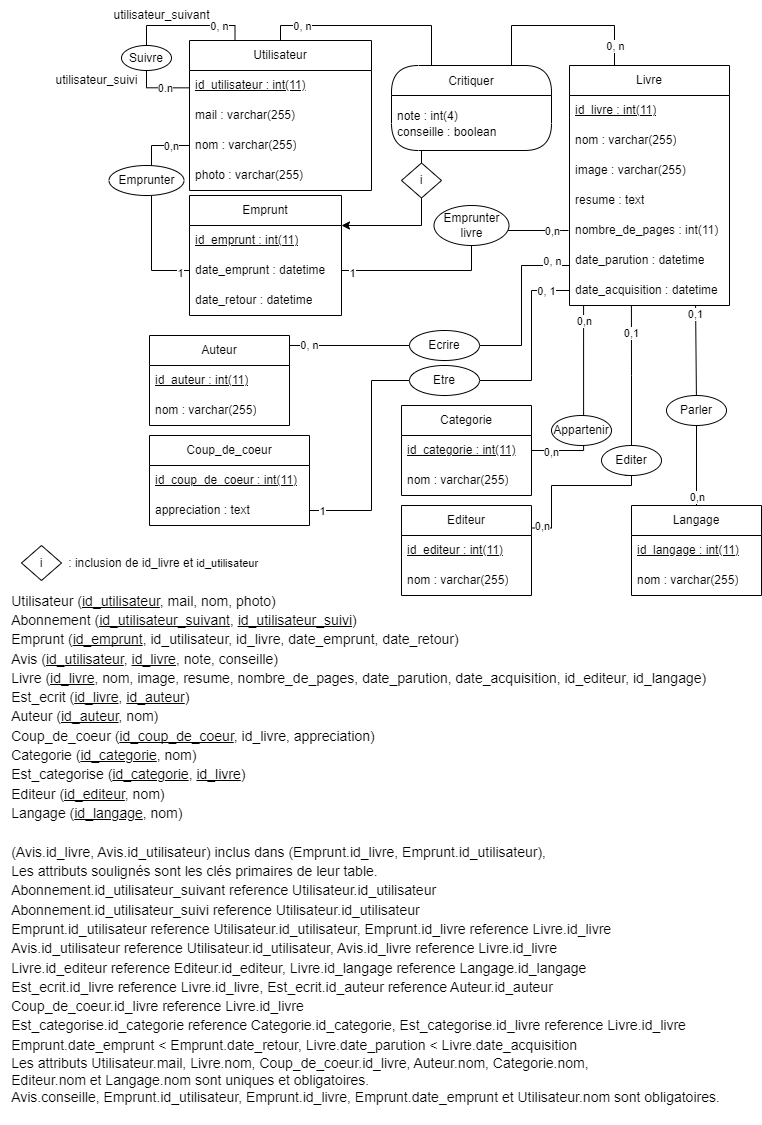 utilisateur_suivant
0, n
0, n
Suivre
Utilisateur
0, n
utilisateur_suivi
0.n
id_utilisateur : int(11)
Critiquer
Livre
mail : varchar(255)
note : int(4)
id_livre : int(11)
conseille : boolean
nom : varchar(255)
0,n
nom : varchar(255)
image : varchar(255)
Emprunter
photo : varchar(255)
i
resume : text
Emprunt
Emprunter
livre
0,n
nombre_de_pages : int(11)
id_emprunt : int(11)
date_emprunt : datetime
1
1
0, n
date_parution : datetime
date_retour : datetime
0, 1
date_acquisition : datetime
0,n
0,1
0,1
Auteur
0, n
Ecrire
id_auteur : int(11)
Etre
nom : varchar(255)
Categorie
Appartenir
Parler
Coup_de_coeur
id_categorie : int(11)
0,n
Editer
id_coup_de_coeur : int(11)
nom : varchar(255)
appreciation : text
1
0,n
Editeur
0,n
Langage
id_editeur : int(11)
id_langage : int(11)
nom : varchar(255)
nom : varchar(255)
i : inclusion de id_livre et id_utilisateur
Utilisateur (id_utilisateur, mail, nom, photo)
Abonnement (id_utilisateur_suivant, id_utilisateur_suivi)
Emprunt (id_emprunt, id_utilisateur, id_livre, date_emprunt, date_retour)
Avis (id_utilisateur, id_livre, note, conseille)
Livre (id_livre, nom, image, resume, nombre_de_pages, date_parution, date_acquisition, id_editeur, id_langage)
Est_ecrit (id_livre, id_auteur)
Auteur (id_auteur, nom)
Coup_de_coeur (id_coup_de_coeur, id_livre, appreciation)
Categorie (id_categorie, nom)
Est_categorise (id_categorie, id_livre)
Editeur (id_editeur, nom)
Langage (id_langage, nom)
(Avis.id_livre, Avis.id_utilisateur) inclus dans (Emprunt.id_livre, Emprunt.id_utilisateur),
Les attributs soulignés sont les clés primaires de leur table.
Abonnement.id_utilisateur_suivant reference Utilisateur.id_utilisateur
Abonnement.id_utilisateur_suivi reference Utilisateur.id_utilisateur
Emprunt.id_utilisateur reference Utilisateur.id_utilisateur, Emprunt.id_livre reference Livre.id_livre
Avis.id_utilisateur reference Utilisateur.id_utilisateur, Avis.id_livre reference Livre.id_livre
Livre.id_editeur reference Editeur.id_editeur, Livre.id_langage reference Langage.id_langage
Est_ecrit.id_livre reference Livre.id_livre, Est_ecrit.id_auteur reference Auteur.id_auteur
Coup_de_coeur.id_livre reference Livre.id_livre
Est_categorise.id_categorie reference Categorie.id_categorie, Est_categorise.id_livre reference Livre.id_livre
Emprunt.date_emprunt < Emprunt.date_retour, Livre.date_parution < Livre.date_acquisition
Les attributs Utilisateur.mail, Livre.nom, Coup_de_coeur.id_livre, Auteur.nom, Categorie.nom,
Editeur.nom et Langage.nom sont uniques et obligatoires.
Avis.conseille, Emprunt.id_utilisateur, Emprunt.id_livre, Emprunt.date_emprunt et Utilisateur.nom sont obligatoires.